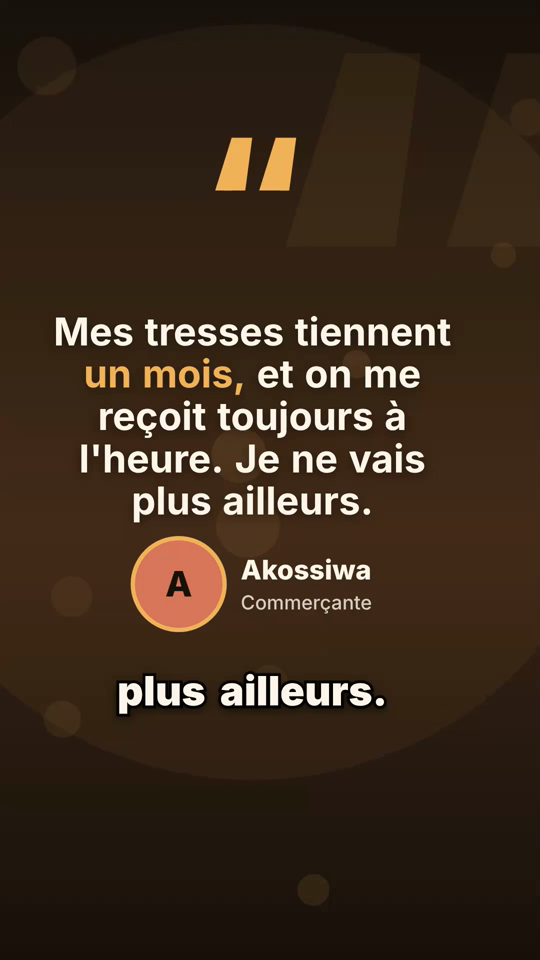 "
Mes tresses tiennent
un mois, et on me
reçoit toujours à
l'heure. Je ne vais
plus ailleurs.
A
Akossiwa
Commerçante
plus ailleurs.